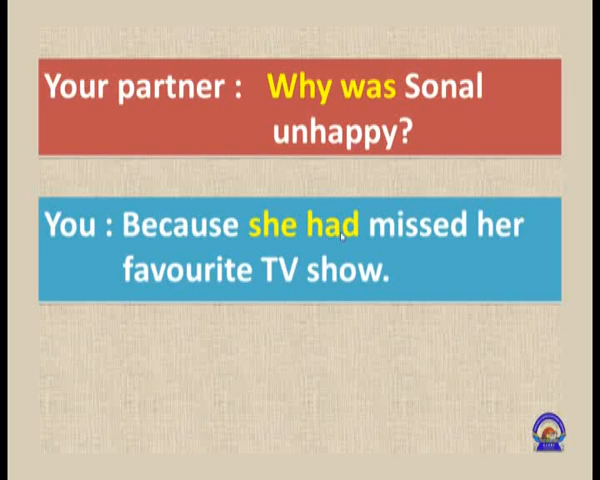 Your partner : Why was Sonal
unhappy?
You : Because she had missed her
favourite TV show.